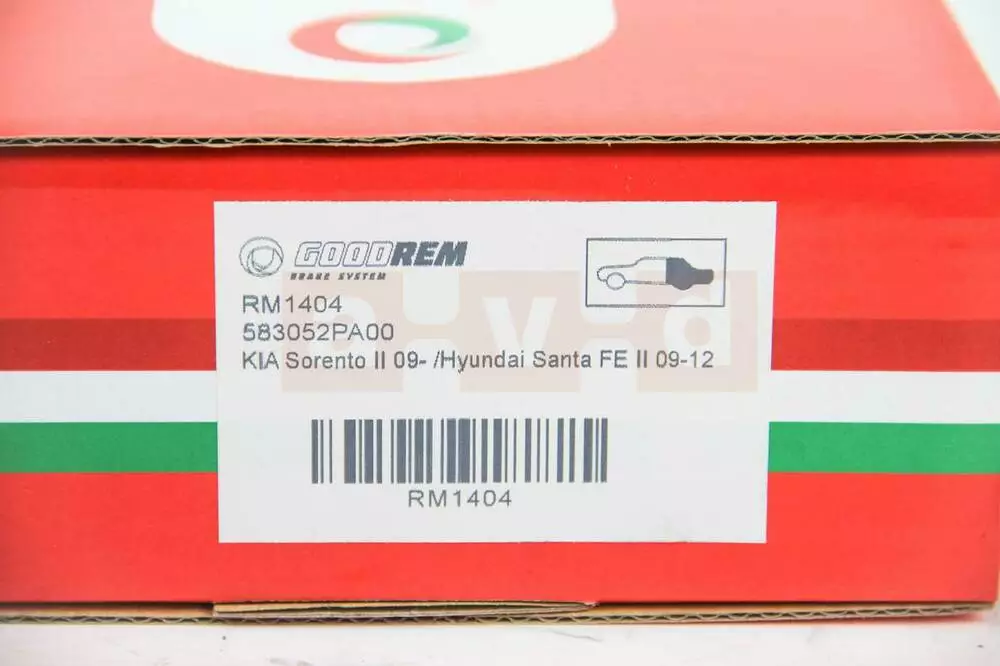 GOODREM
BRAKE SYSTEM
RM1404
583052PA00
KIA Sorento II 09- /Hyundai Santa FE II 09-12
RM1404
p-y-d